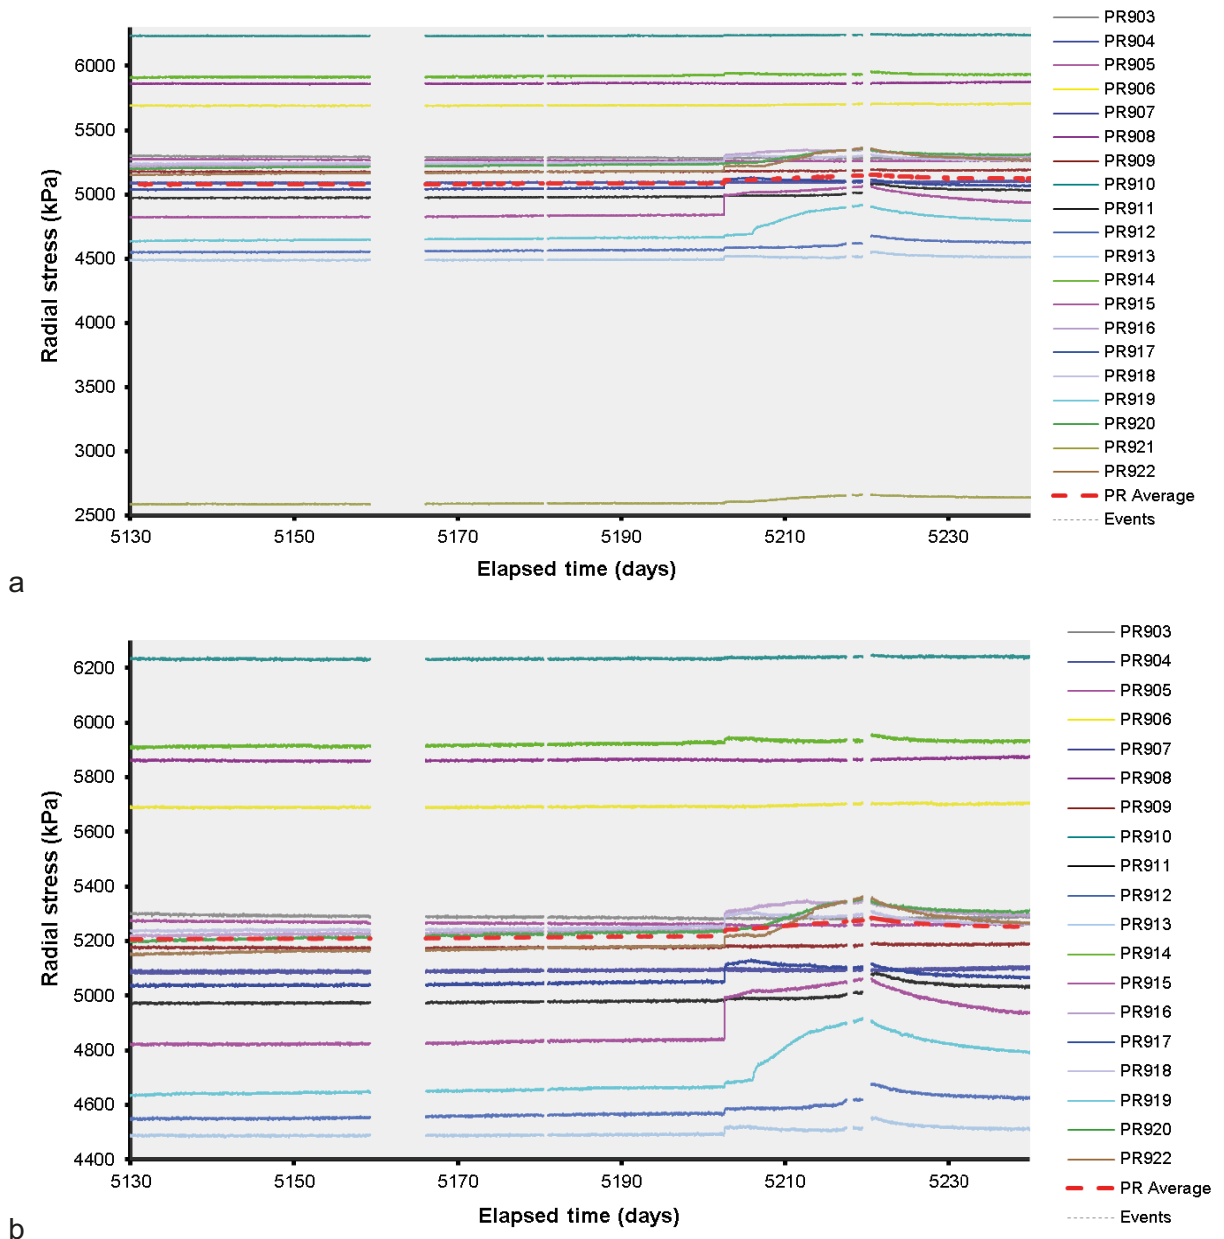 Radial stress (kPa)
6000
5500
5000
4500
4000
3500
3000
2500
5130
5150
5170
5190
5210
5230
Elapsed time (days)
PR903
PR904
PR905
PR906
PR907
PR908
PR909
PR910
PR911
PR912
PR913
PR914
PR915
PR916
PR917
PR918
PR919
PR920
PR921
PR922
PR Average
Events
a
Radial stress (kPa)
6200
6000
5800
5600
5400
5200
5000
4800
4600
4400
5130
5150
5170
5190
5210
5230
Elapsed time (days)
PR903
PR904
PR905
PR906
PR907
PR908
PR909
PR910
PR911
PR912
PR913
PR914
PR915
PR916
PR917
PR918
PR919
PR920
PR922
PR Average
Events
b